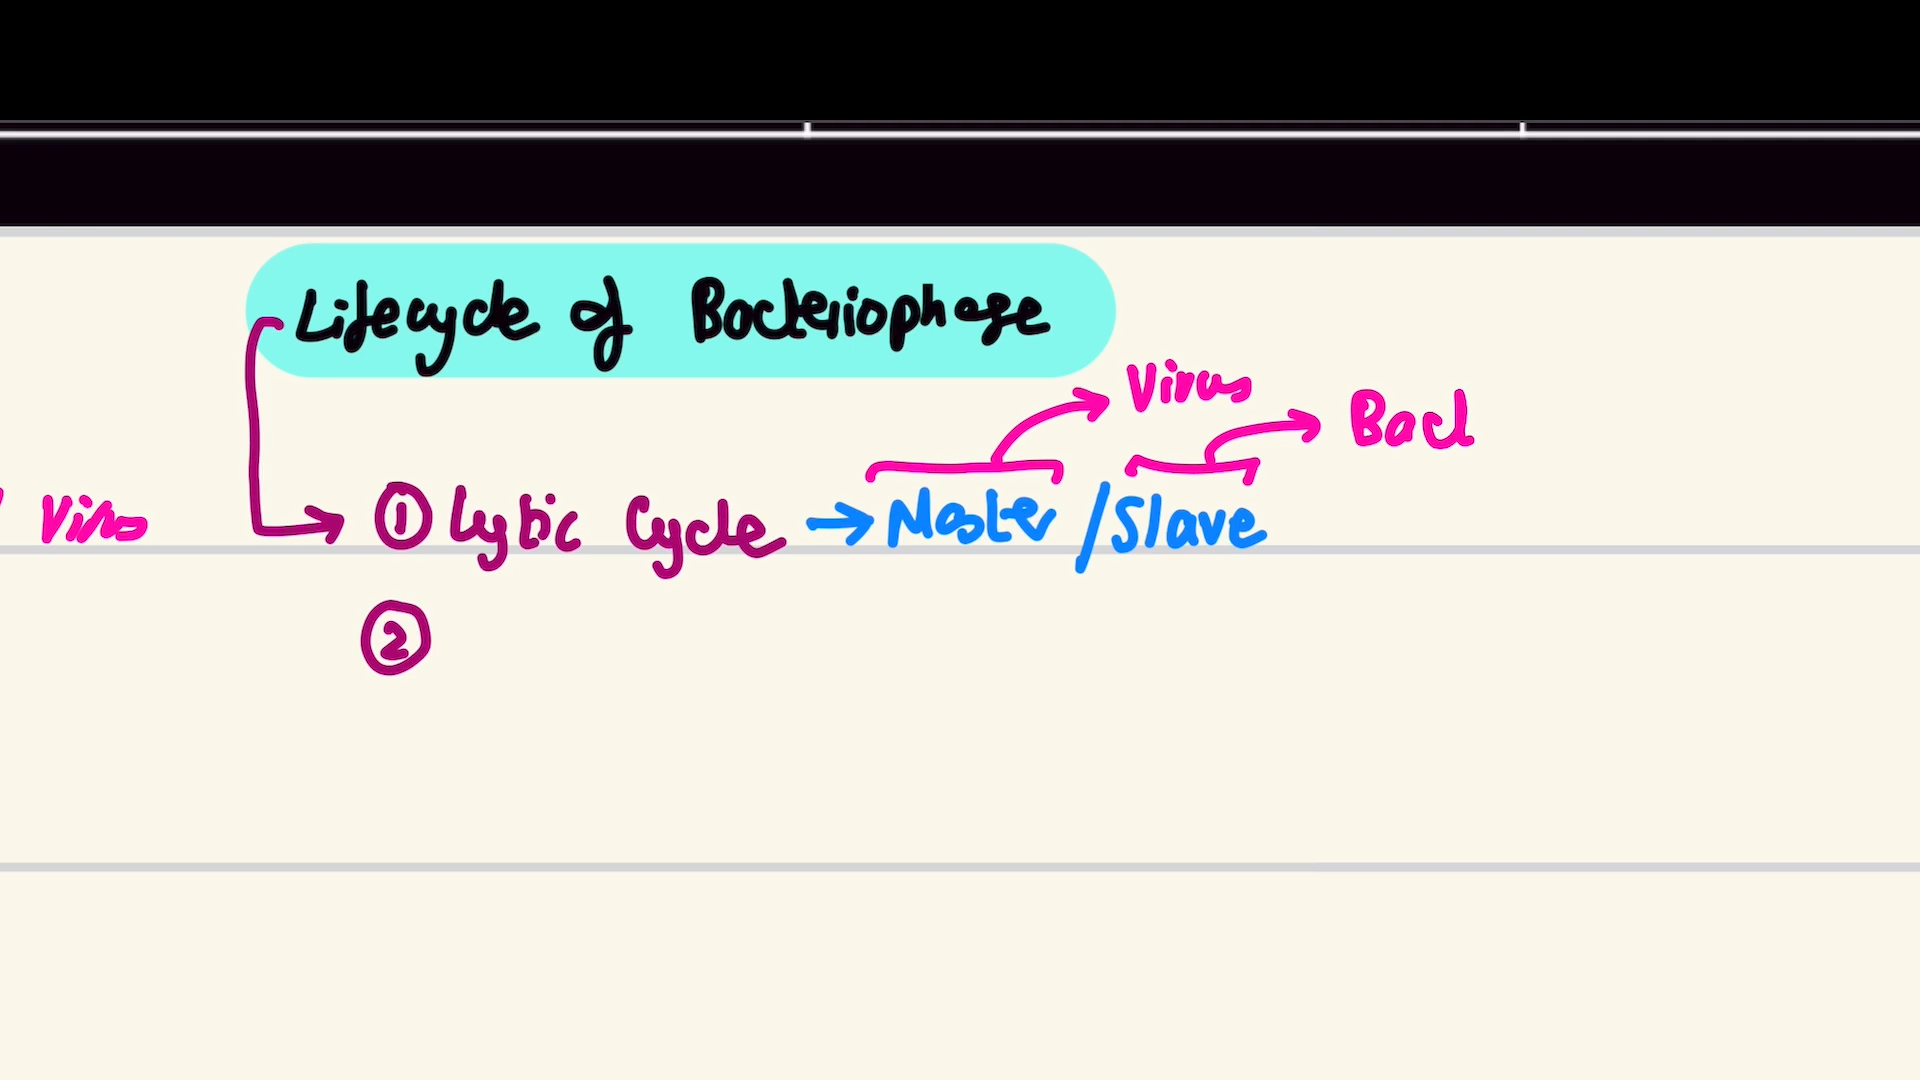 Lifecycle of Bacteriophage
Virus
Bact
Virus
① Lytic Cycle → Master / Slave
②